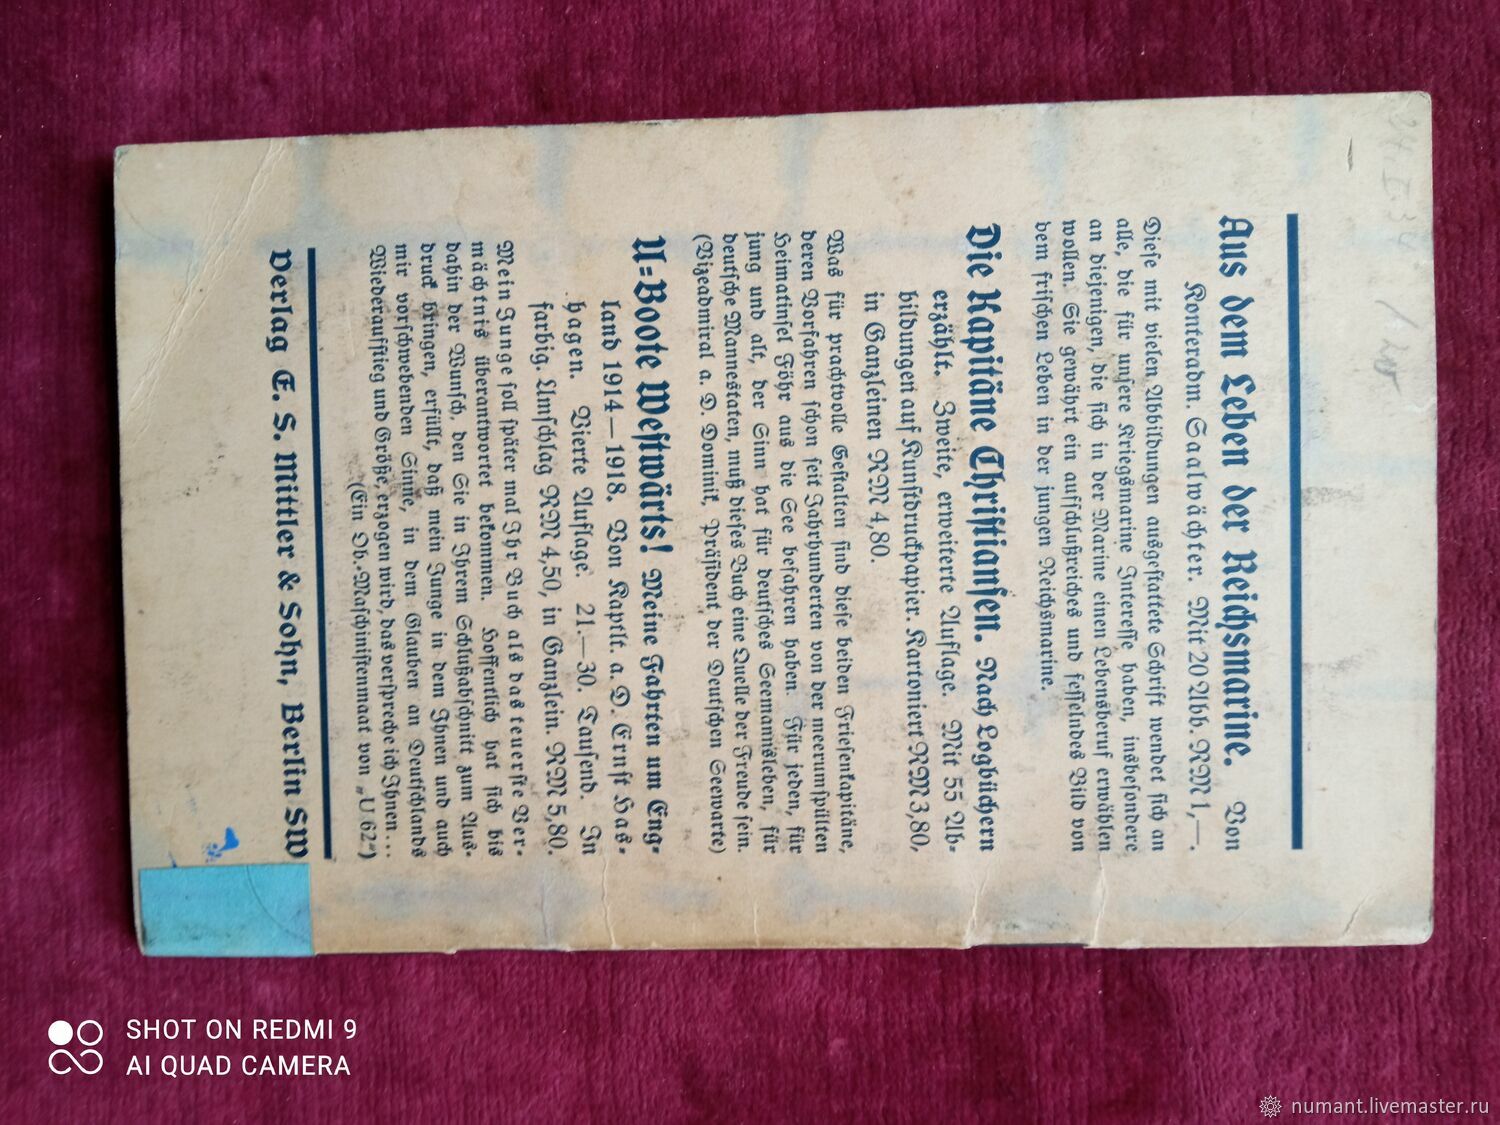 Aus dem Leben der Reichsmarine. Von
Konteradm. Saalwächter. Mit 20 Abb. RM 1,—.
Diese mit vielen Abbildungen ausgestattete Schrift wendet sich an
alle, die für unsere Kriegsmarine Interesse haben, insbesondere
an diejenigen, die sich in der Marine einen Lebensberuf erwählen
wollen. Sie gewährt ein aufschlußreiches und fesselndes Bild von
dem frischen Leben in der jungen Reichsmarine.
Die Kapitäne Christiansen. Nach Logbüchern
erzählt. Zweite, erweiterte Auflage. Mit 55 Ab-
bildungen auf Kunstdruckpapier. Kartoniert RM 3,80,
in Ganzleinen RM 4,80.
Was für prachtvolle Gestalten sind diese beiden Friesenkapitäne,
deren Vorfahren schon seit Jahrhunderten von der meerumspülten
Heimatinsel Föhr aus die See befahren haben. Für jeden, für
jung und alt, der Sinn hat für deutsches Seemannsleben, für
deutsche Mannestaten, muß dieses Buch eine Quelle der Freude sein.
(Vizeadmiral a. D. Dominik, Präsident der Deutschen Seewarte)
U=Boote Westwärts! Meine Fahrten um Eng-
land 1914—1918. Von Kaptlt. a. D. Ernst Has-
hagen. Vierte Auflage. 21.—30. Tausend. In
farbig. Umschlag RM 4,50, in Ganzlein. RM 5,80.
Mein Junge soll später mal Ihr Buch als das teuerste Ver-
mächtnis überantwortet bekommen. Hoffentlich hat sich bis
dahin der Wunsch, den Sie in Ihrem Schlußabschnitt zum Aus-
druck bringen, erfüllt, daß mein Junge in dem Ihnen und auch
mir vorschwebenden Sinne, in dem Glauben an Deutschlands
Wiederaufstieg und Größe, erzogen wird, das verspreche ich Ihnen...
(Ein Ob.-Maschinistenmaat von „U 62“)
Verlag E. S. Mittler & Sohn, Berlin SW
SHOT ON REDMI 9
AI QUAD CAMERA
numant.livemaster.ru